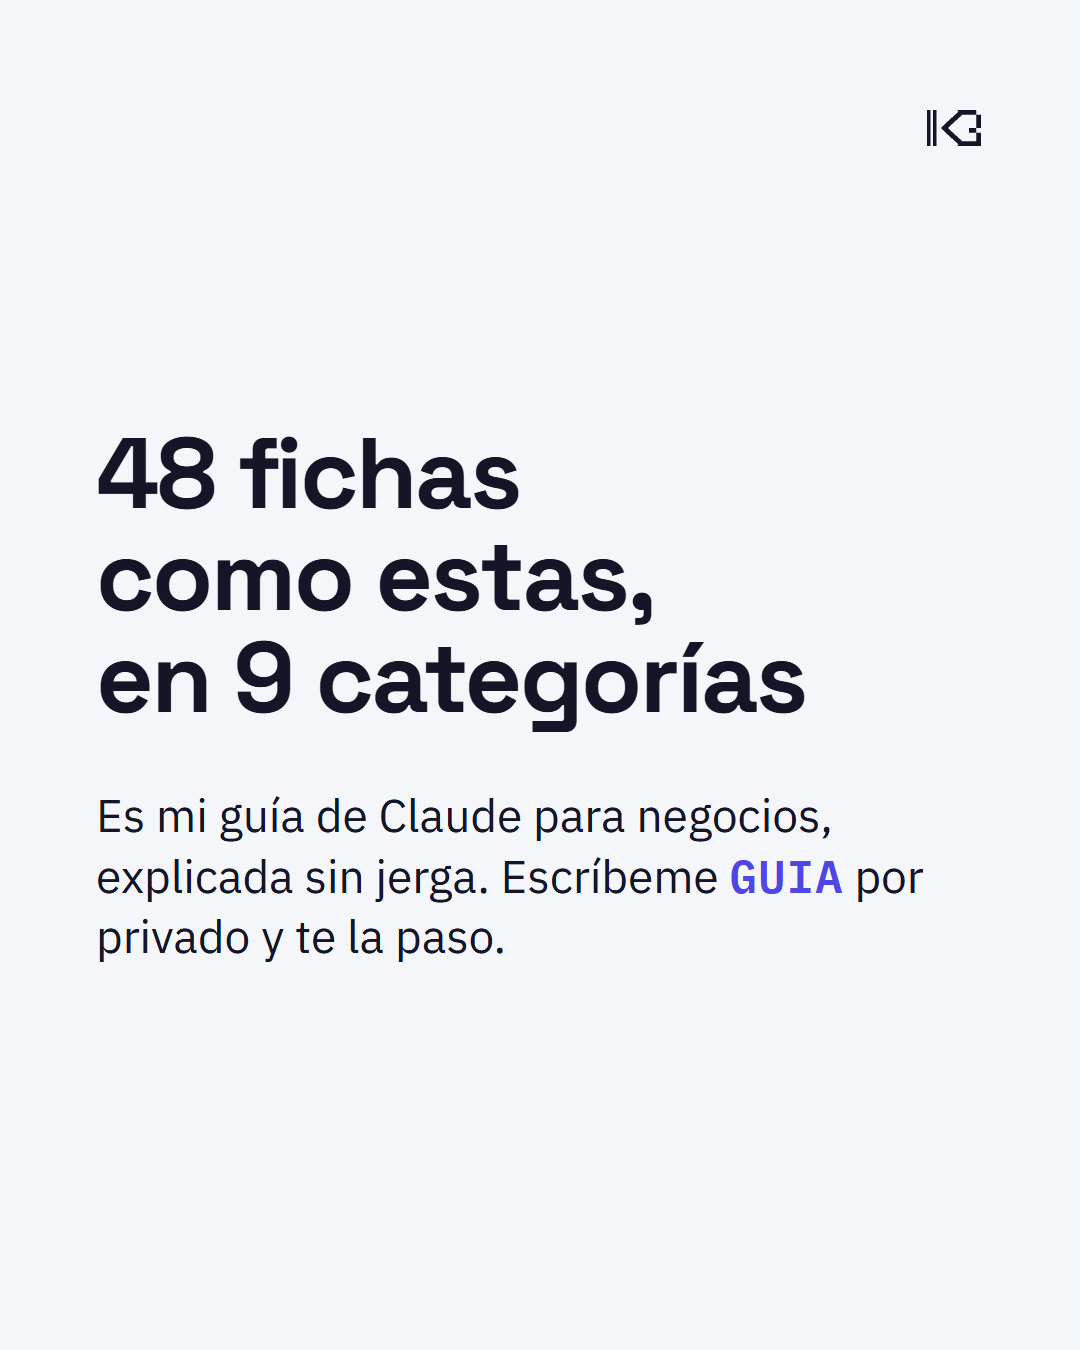 48 fichas
como estas,
en 9 categorías
Es mi guía de Claude para negocios,
explicada sin jerga. Escríbeme GUIA por
privado y te la paso.